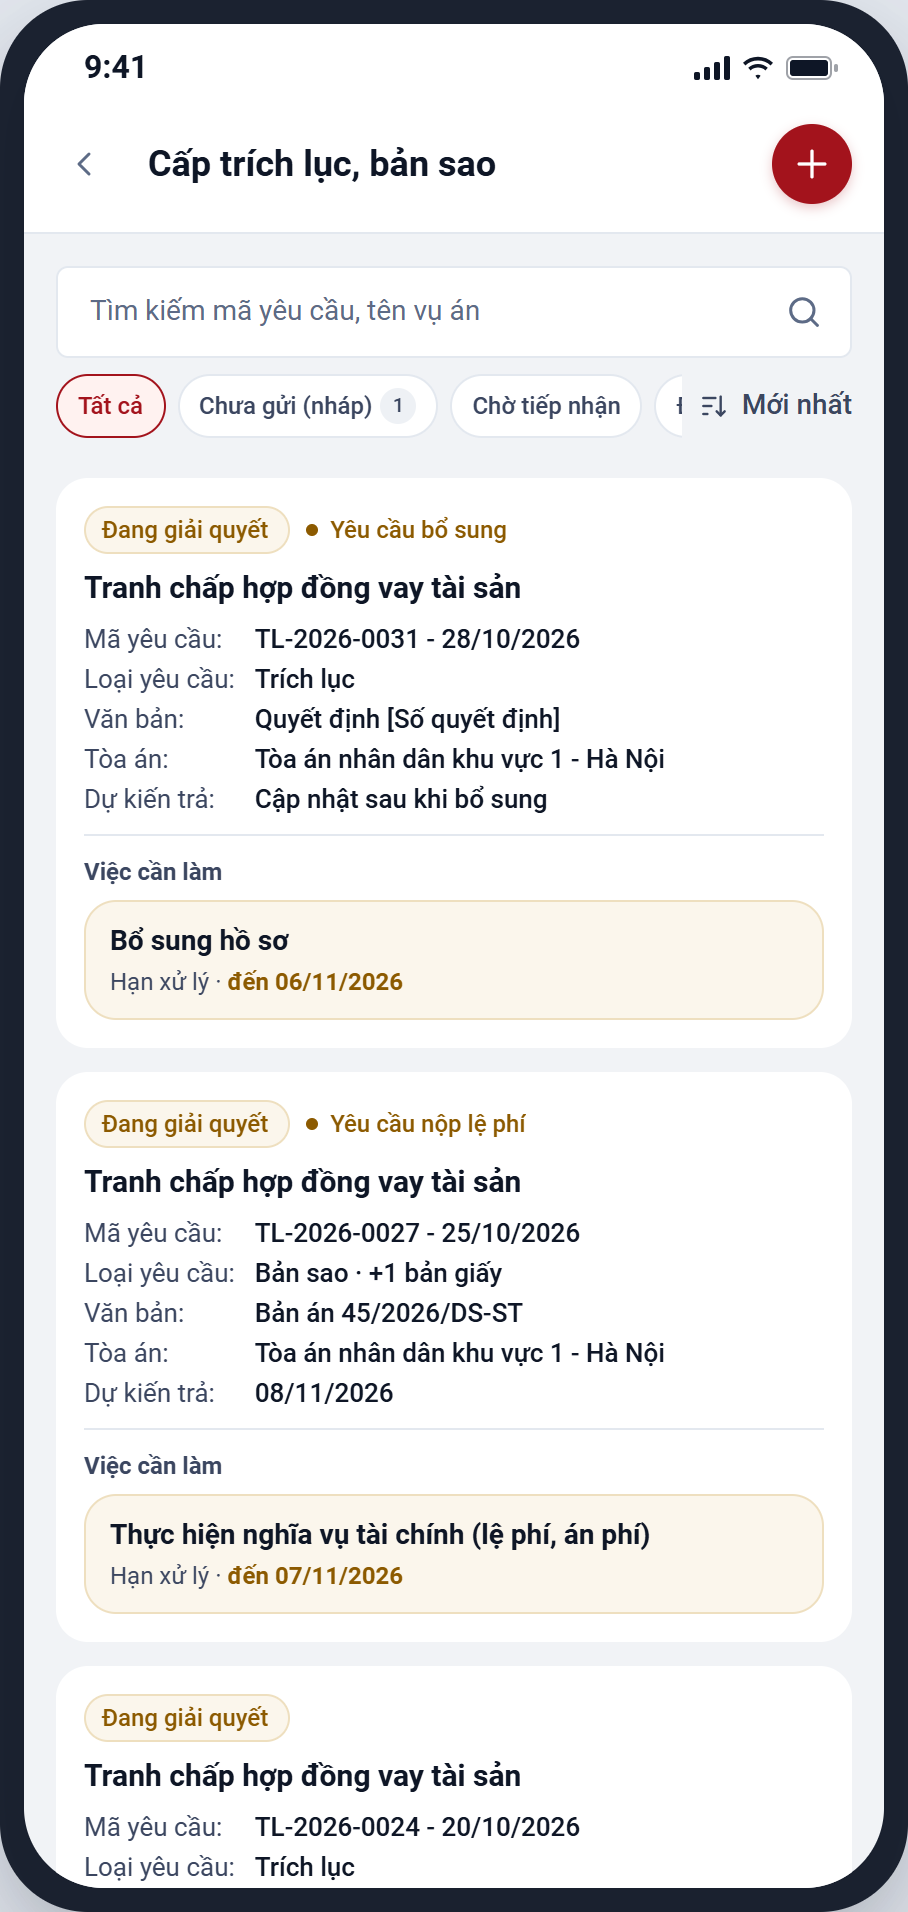 9:41
Cấp trích lục, bản sao
Tìm kiếm mã yêu cầu, tên vụ án
Tất cả
Chưa gửi (nháp) 1
Chờ tiếp nhận
Mới nhất
Đang giải quyết
Yêu cầu bổ sung
Tranh chấp hợp đồng vay tài sản
Mã yêu cầu: TL-2026-0031 - 28/10/2026
Loại yêu cầu: Trích lục
Văn bản: Quyết định [Số quyết định]
Tòa án: Tòa án nhân dân khu vực 1 - Hà Nội
Dự kiến trả: Cập nhật sau khi bổ sung
Việc cần làm
Bổ sung hồ sơ
Hạn xử lý · đến 06/11/2026
Đang giải quyết
Yêu cầu nộp lệ phí
Tranh chấp hợp đồng vay tài sản
Mã yêu cầu: TL-2026-0027 - 25/10/2026
Loại yêu cầu: Bản sao · +1 bản giấy
Văn bản: Bản án 45/2026/DS-ST
Tòa án: Tòa án nhân dân khu vực 1 - Hà Nội
Dự kiến trả: 08/11/2026
Việc cần làm
Thực hiện nghĩa vụ tài chính (lệ phí, án phí)
Hạn xử lý · đến 07/11/2026
Đang giải quyết
Tranh chấp hợp đồng vay tài sản
Mã yêu cầu: TL-2026-0024 - 20/10/2026
Loại yêu cầu: Trích lục